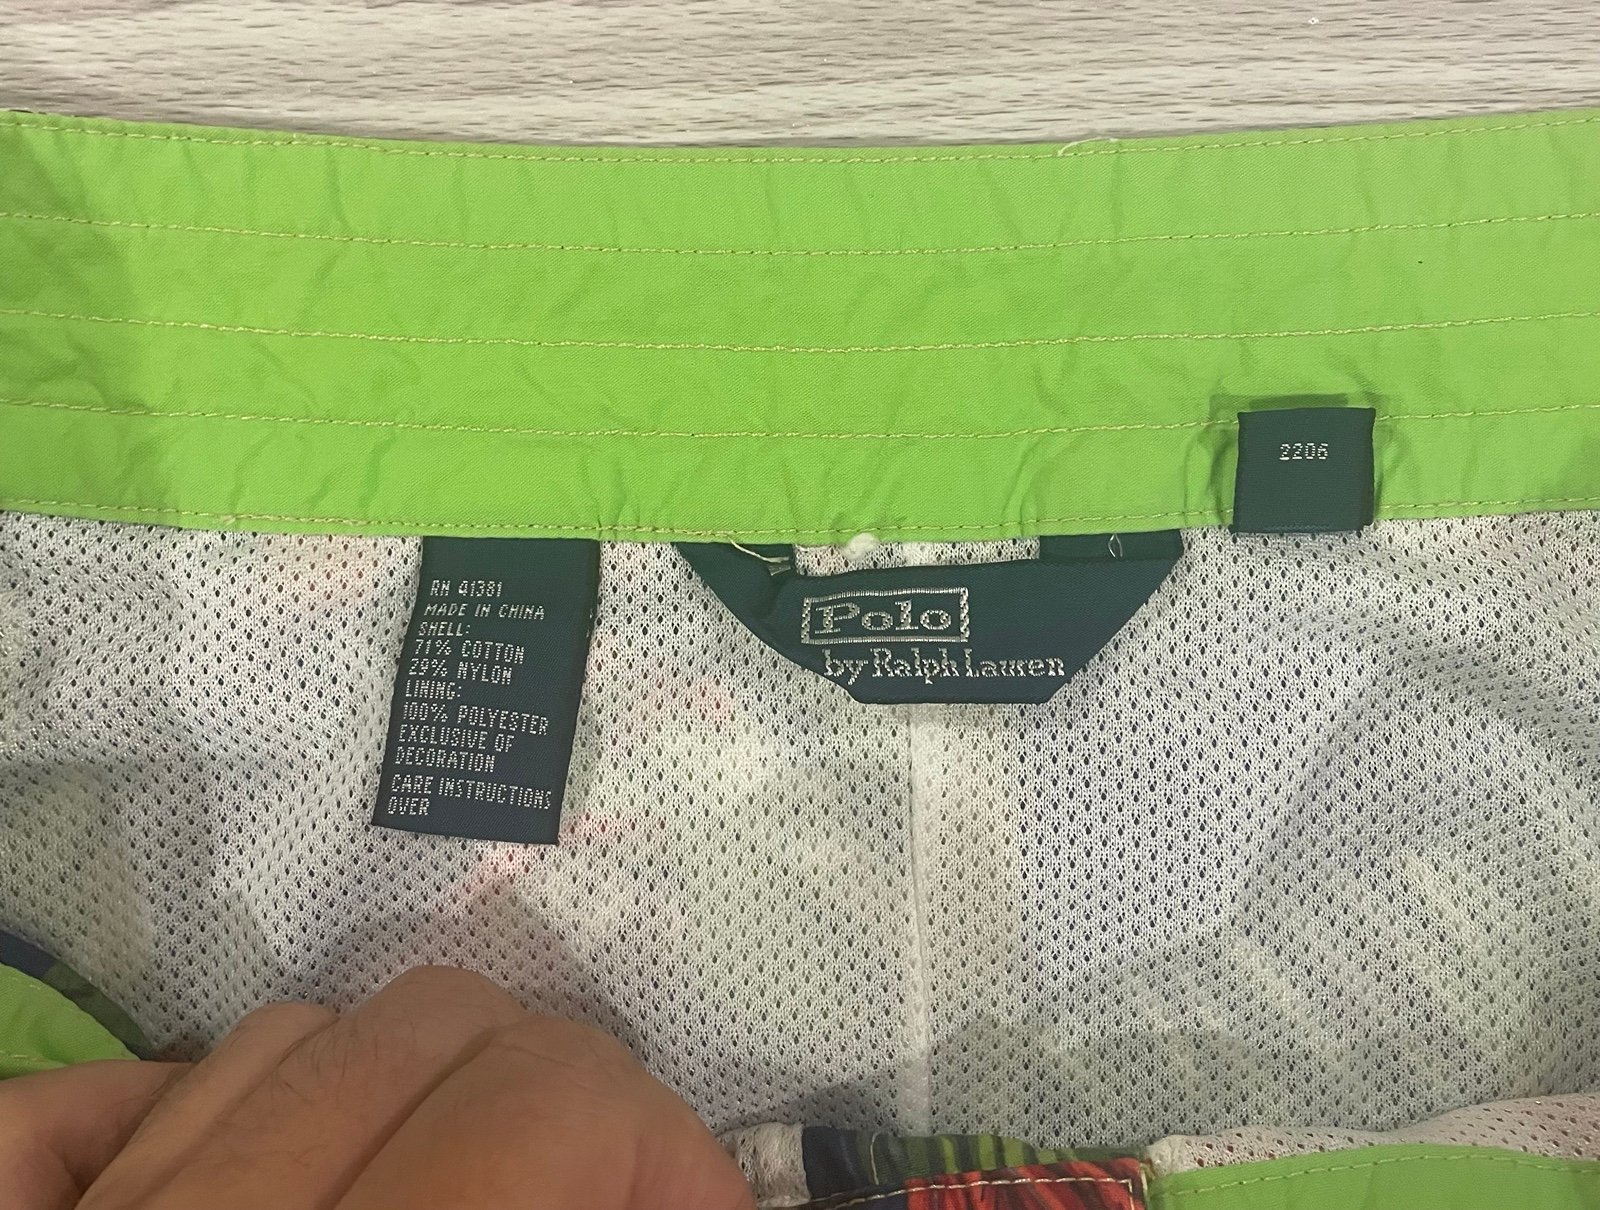 2206
RN 41381
MADE IN CHINA
SHELL:
71% COTTON
29% NYLON
LINING:
100% POLYESTER
EXCLUSIVE OF
DECORATION
CARE INSTRUCTIONS
OVER
Polo
by Ralph Lauren